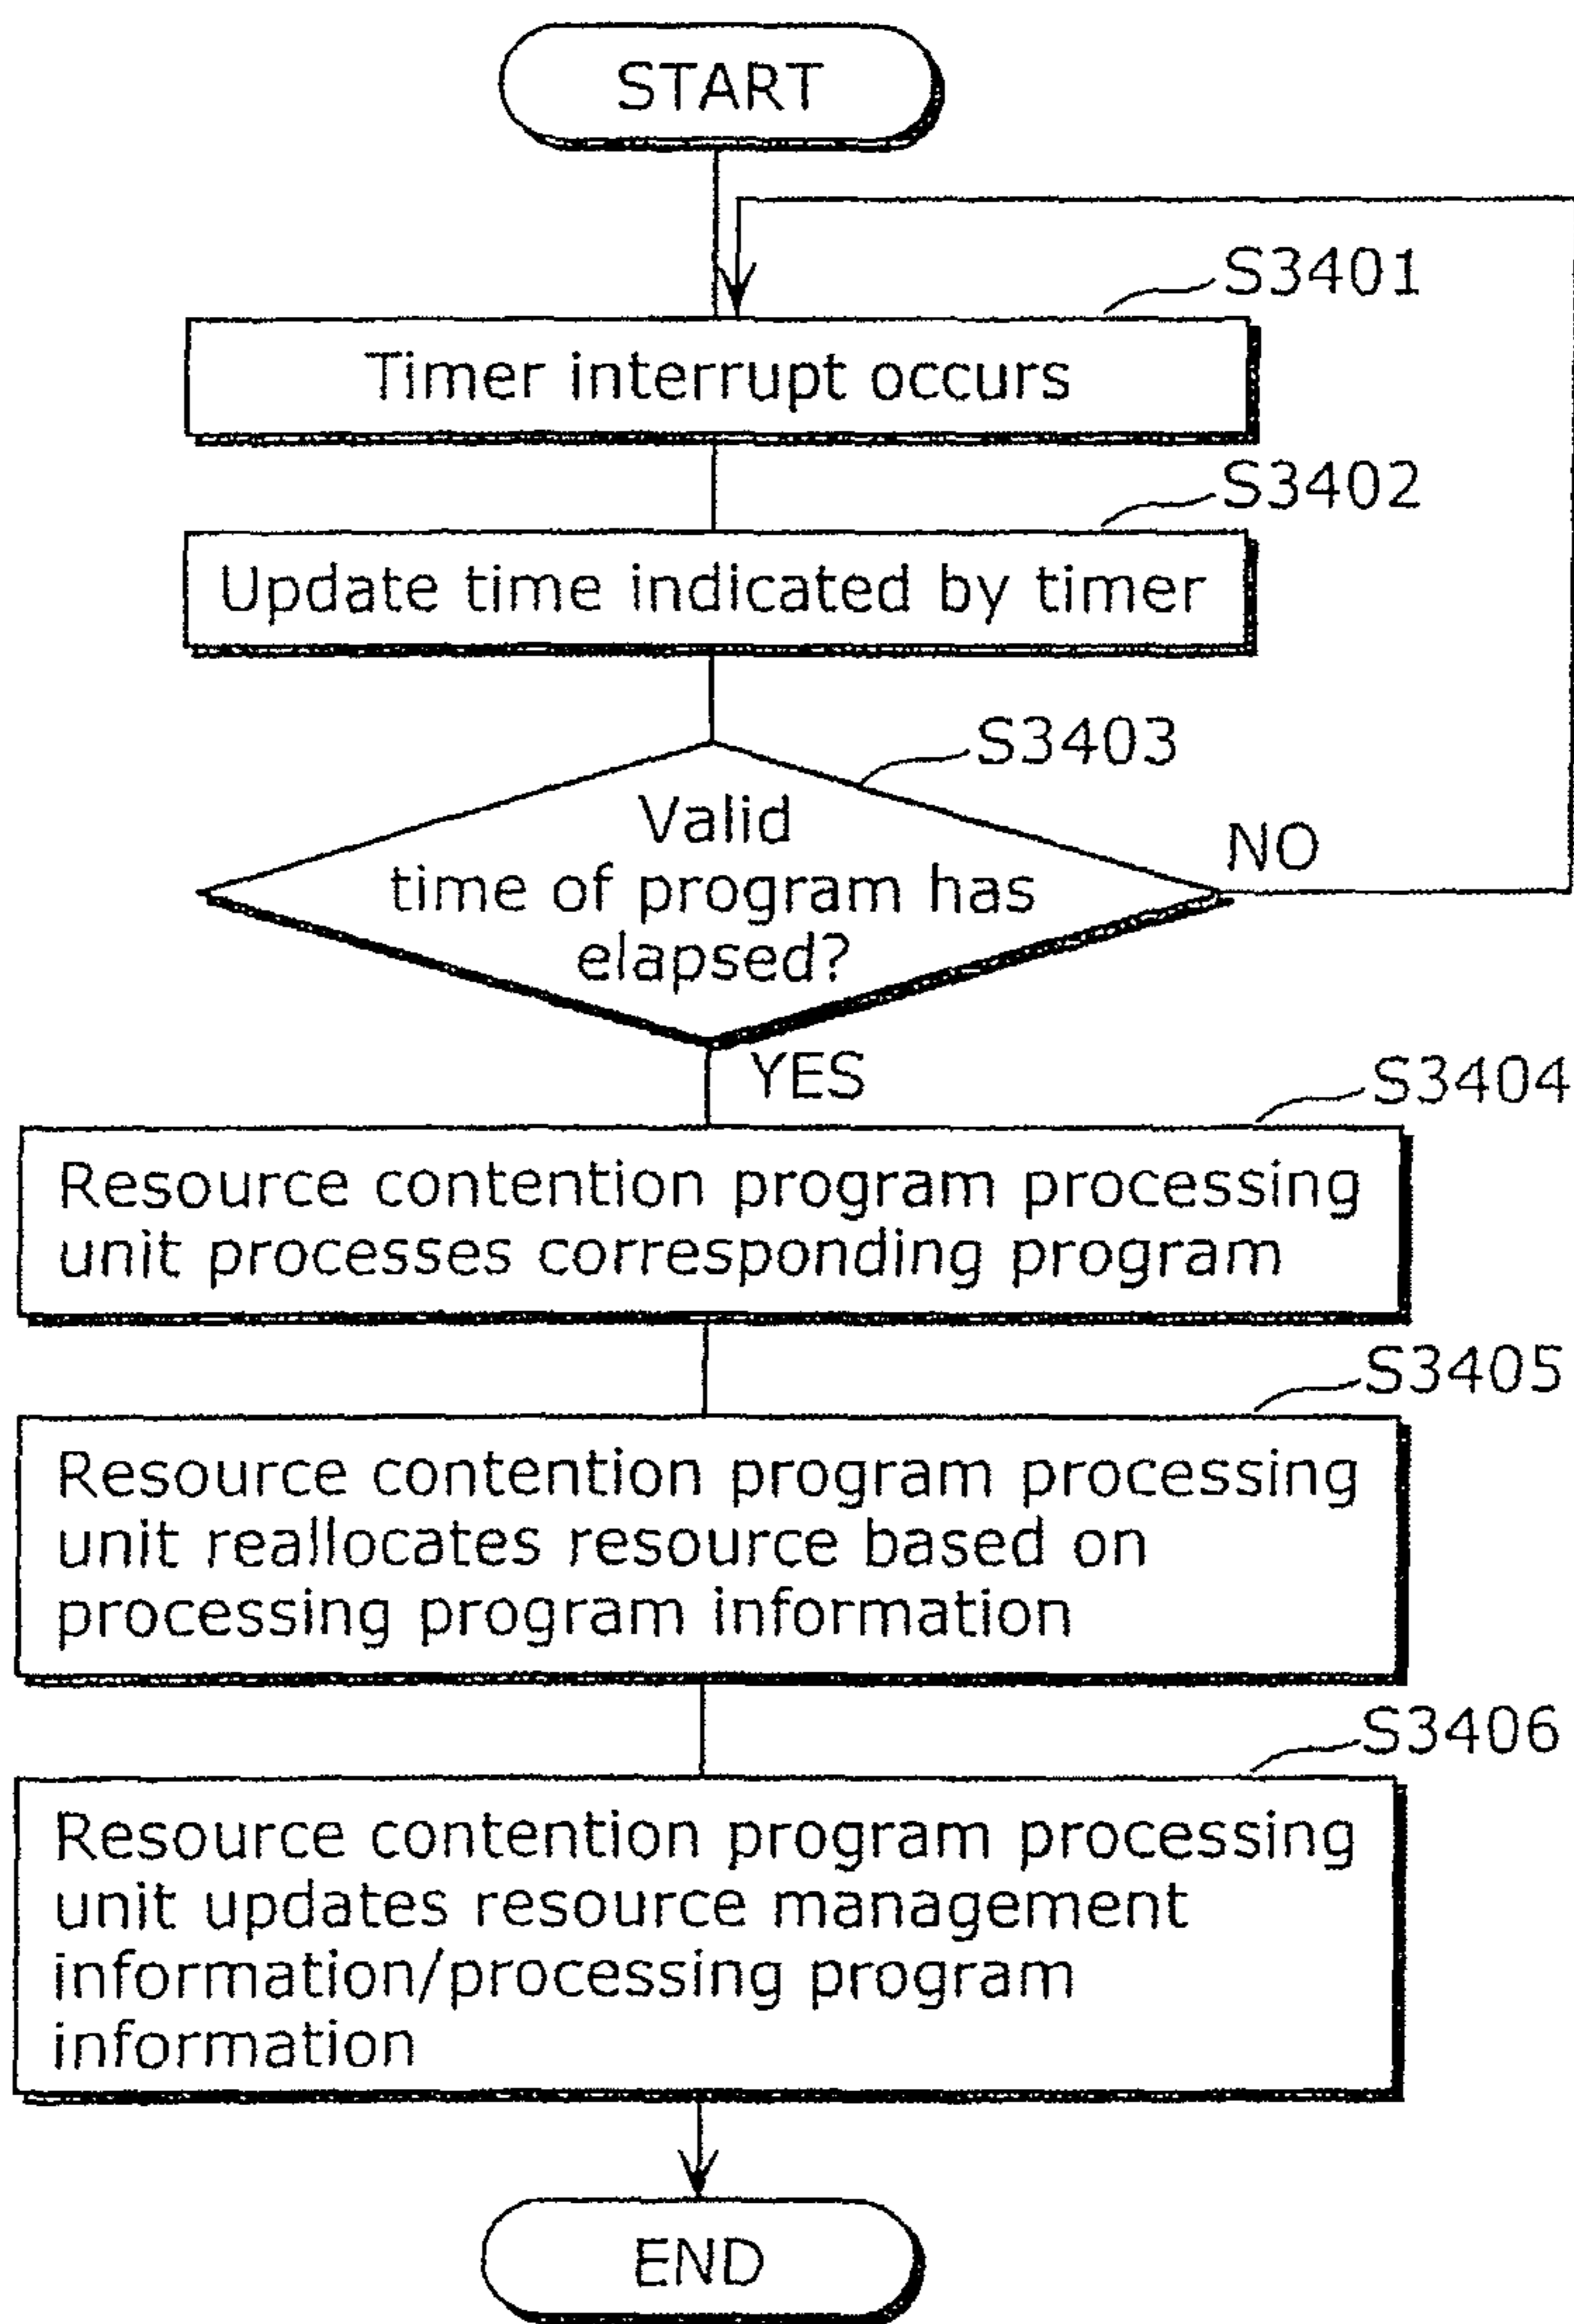 START
S3401
Timer interrupt occurs
S3402
Update time indicated by timer
S3403
Valid
time of program has
elapsed?
NO
YES
S3404
Resource contention program processing
unit processes corresponding program
S3405
Resource contention program processing
unit reallocates resource based on
processing program information
S3406
Resource contention program processing
unit updates resource management
information/processing program
information
END